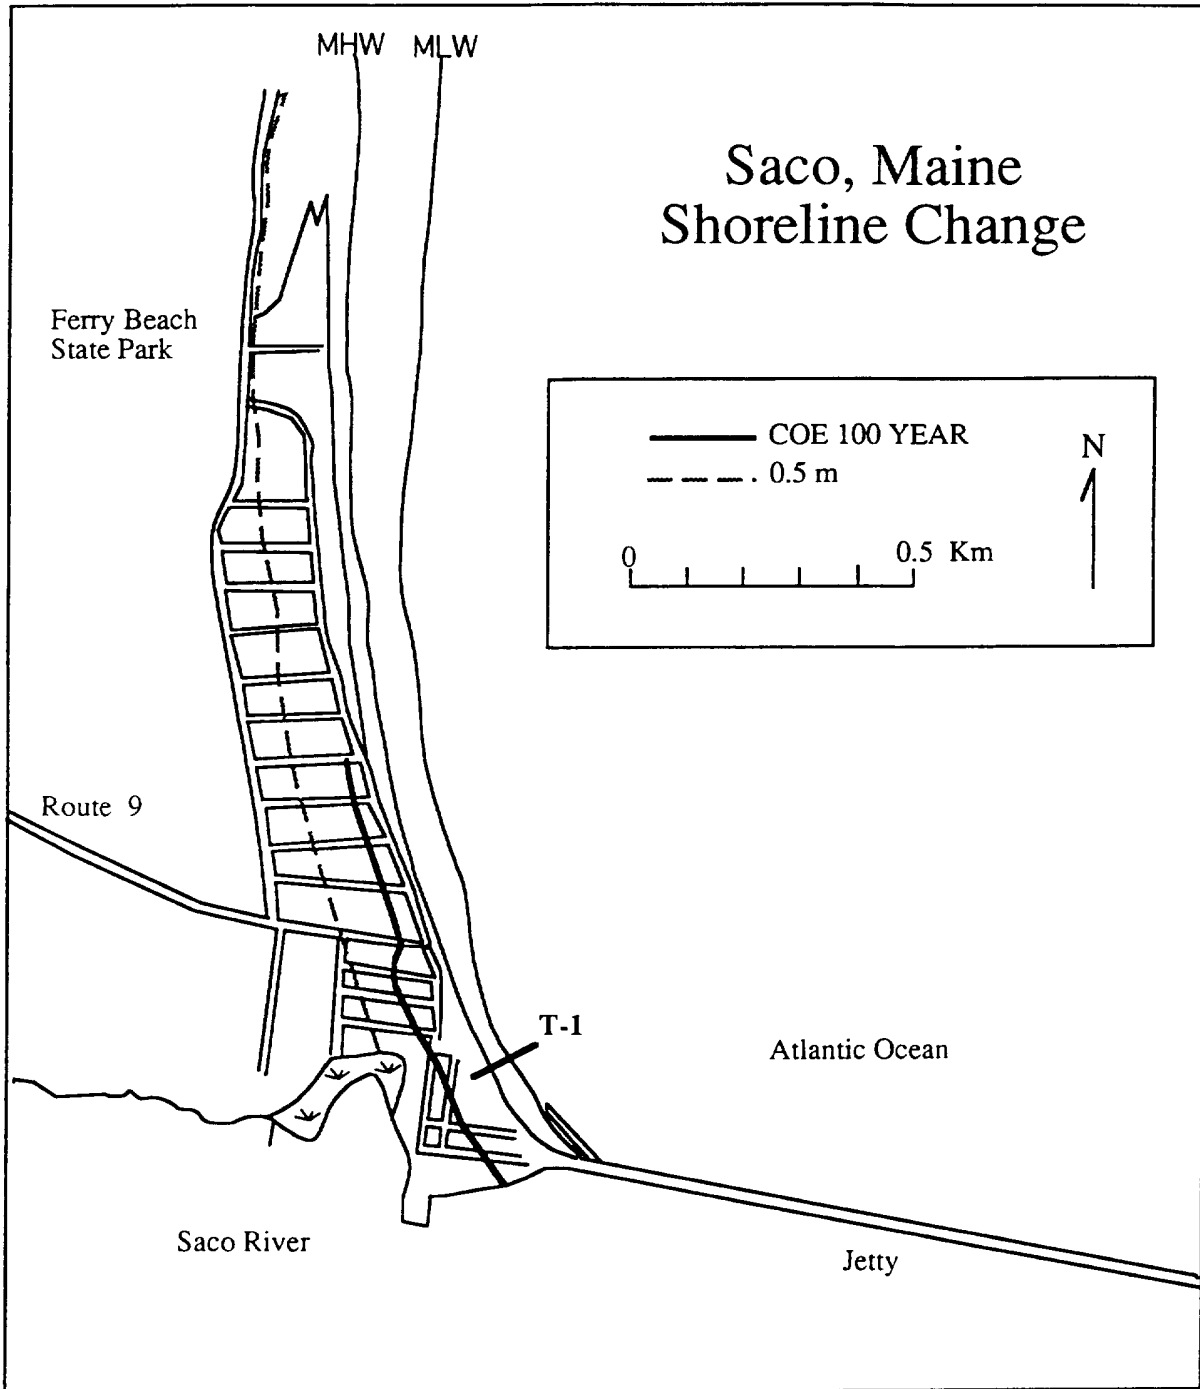 MHW MLW
Saco, Maine
Shoreline Change
Ferry Beach
State Park
COE 100 YEAR
0.5 m
N
0 0.5 Km
Route 9
T-1
Atlantic Ocean
Saco River
Jetty